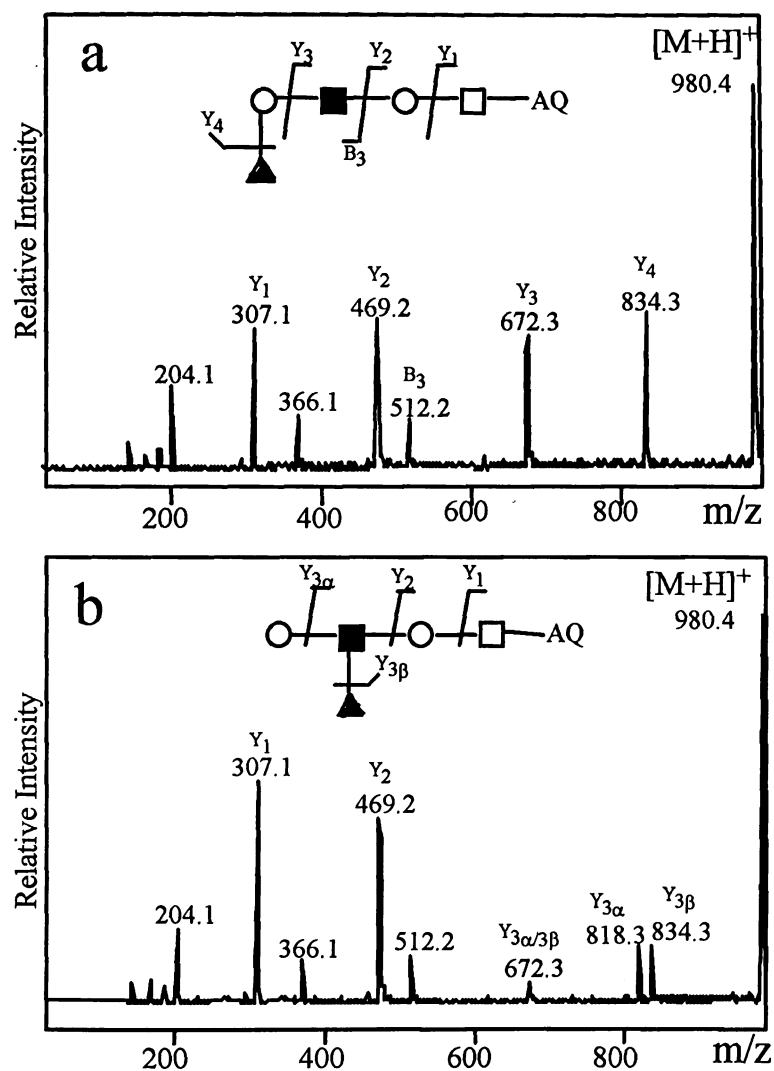 a
[M+H]+
980.4
Y3 Y2 Y1
AQ
Y4
B3
Relative Intensity
Y4
834.3
Y3
672.3
Y2
469.2
Y1
307.1
B3
512.2
366.1
204.1
200 400 600 800 m/z
b
[M+H]+
980.4
Y3α Y2 Y1
AQ
Y3β
Relative Intensity
Y1
307.1
Y2
469.2
204.1
366.1
512.2
Y3α/3β
672.3
Y3α
818.3
Y3β
834.3
200 400 600 800 m/z